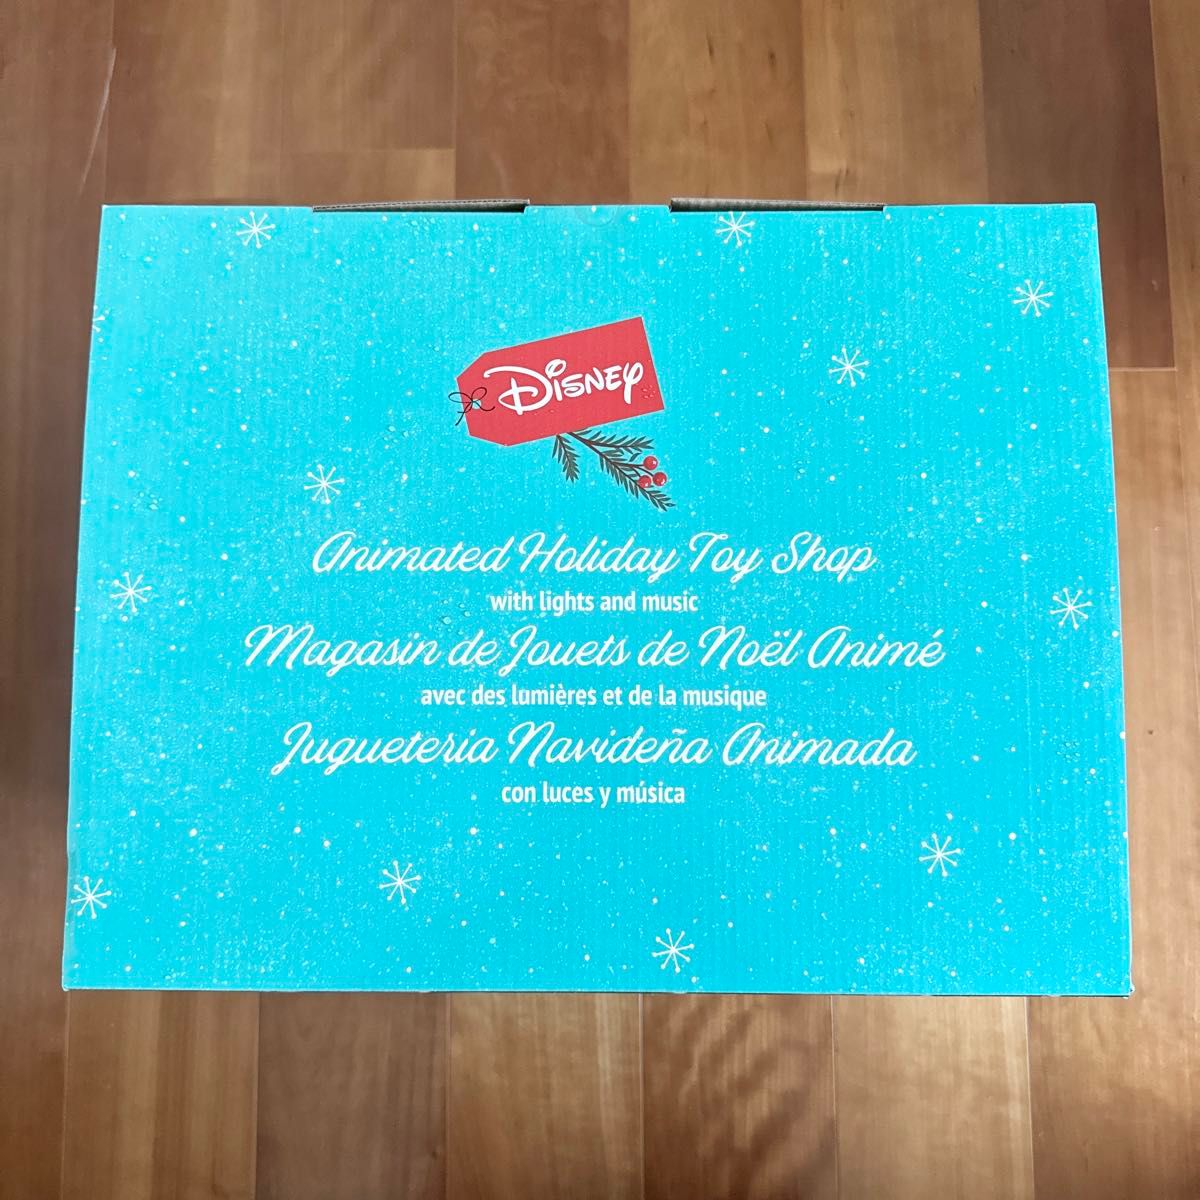 Disney
Animated Holiday Toy Shop
with lights and music
Magasin de Jouets de Noël Animé
avec des lumières et de la musique
Juguetería Navideña Animada
con luces y música